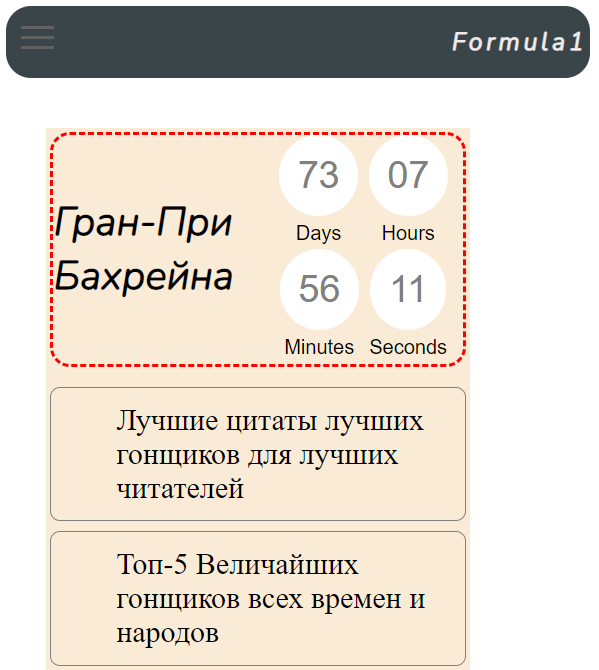 Formula1
73 07
Days Hours
Гран-При
Бахрейна
56 11
Minutes Seconds
Лучшие цитаты лучших
гонщиков для лучших
читателей
Топ-5 Величайших
гонщиков всех времен и
народов